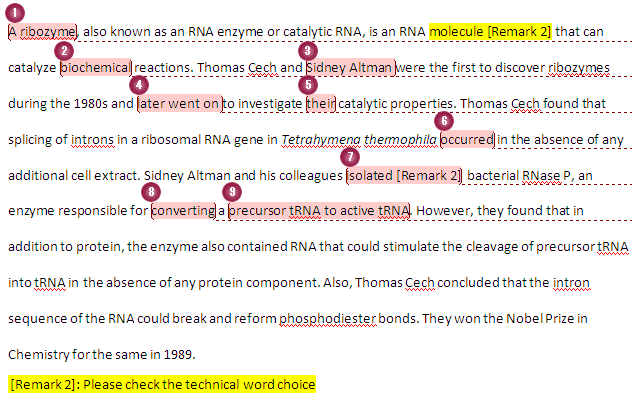 1
A ribozyme, also known as an RNA enzyme or catalytic RNA, is an RNA molecule [Remark 2] that can
2 3
catalyze biochemical reactions. Thomas Cech and Sidney Altman were the first to discover ribozymes
4 5
during the 1980s and later went on to investigate their catalytic properties. Thomas Cech found that
6
splicing of introns in a ribosomal RNA gene in Tetrahymena thermophila occurred in the absence of any
7
additional cell extract. Sidney Altman and his colleagues isolated [Remark 2] bacterial RNase P, an
8 9
enzyme responsible for converting a precursor tRNA to active tRNA. However, they found that in
addition to protein, the enzyme also contained RNA that could stimulate the cleavage of precursor tRNA
into tRNA in the absence of any protein component. Also, Thomas Cech concluded that the intron
sequence of the RNA could break and reform phosphodiester bonds. They won the Nobel Prize in
Chemistry for the same in 1989.
[Remark 2]: Please check the technical word choice